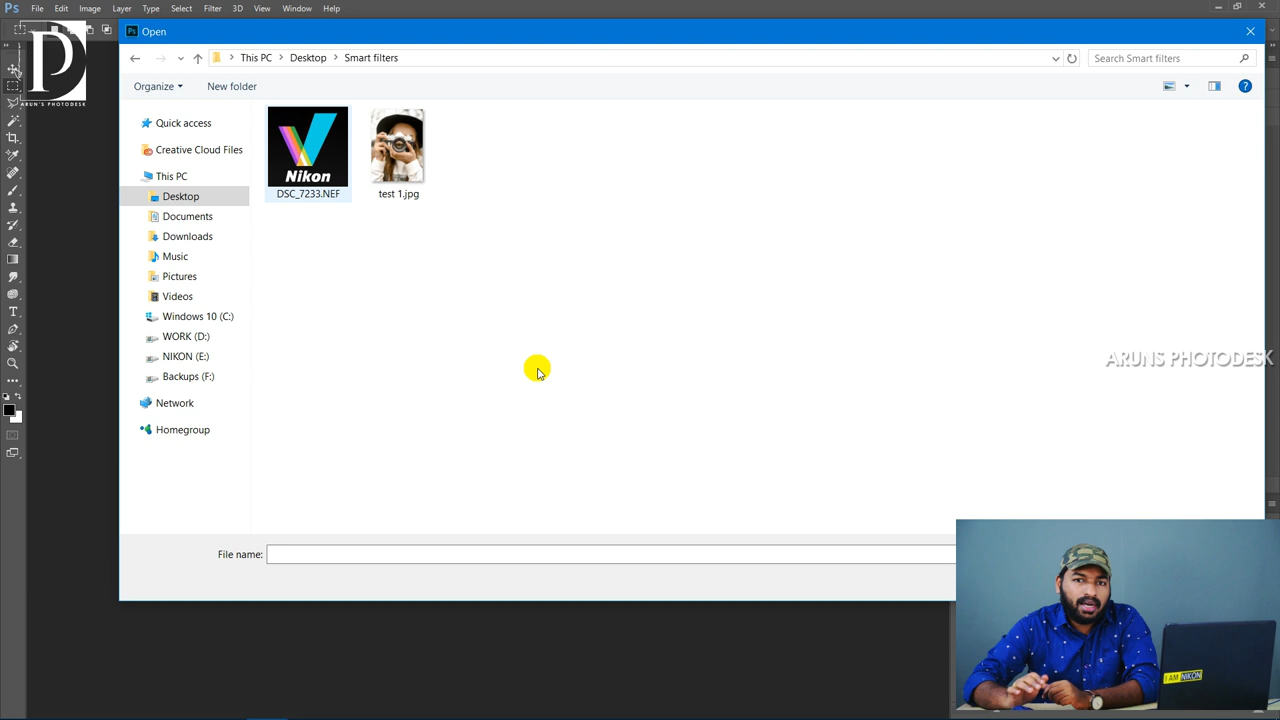 Ps File Edit Image Layer Type Select Filter 3D View Window Help
Ps Open
This PC Desktop Smart filters
Search Smart filters
Organize
New folder
ARUN'S PHOTODESK
Quick access
Creative Cloud Files
This PC
Desktop
Documents
Downloads
Music
Pictures
Videos
Windows 10 (C:)
WORK (D:)
NIKON (E:)
Backups (F:)
Network
Homegroup
Nikon
DSC_7233.NEF
test 1.jpg
ARUNS PHOTODESK
File name:
I AM NIKON